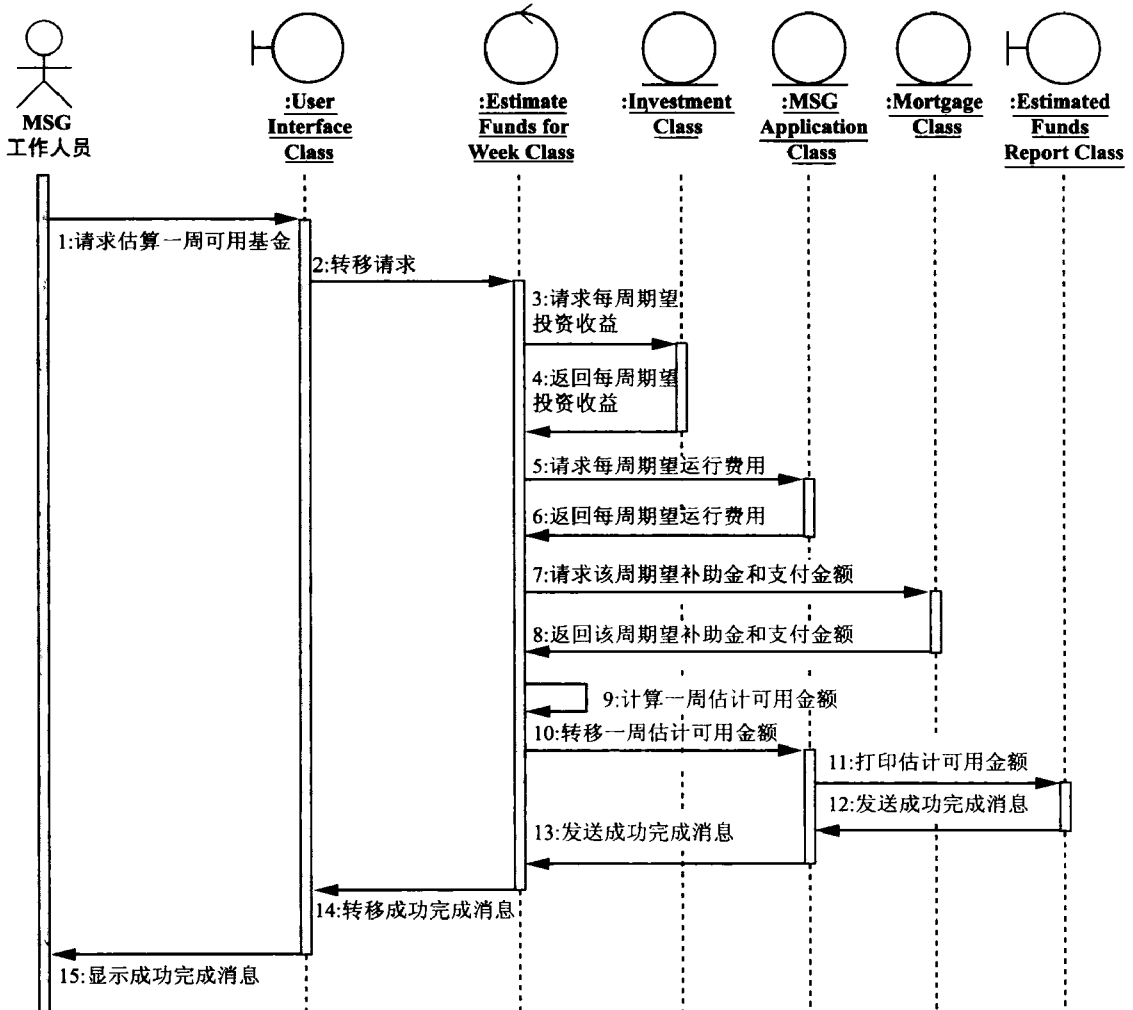 MSG
工作人员
:User
Interface
Class
:Estimate
Funds for
Week Class
:Investment
Class
:MSG
Application
Class
:Mortgage
Class
:Estimated
Funds
Report Class
1:请求估算一周可用基金
2:转移请求
3:请求每周期望
投资收益
4:返回每周期望
投资收益
5:请求每周期望运行费用
6:返回每周期望运行费用
7:请求该周期望补助金和支付金额
8:返回该周期望补助金和支付金额
9:计算一周估计可用金额
10:转移一周估计可用金额
11:打印估计可用金额
12:发送成功完成消息
13:发送成功完成消息
14:转移成功完成消息
15:显示成功完成消息